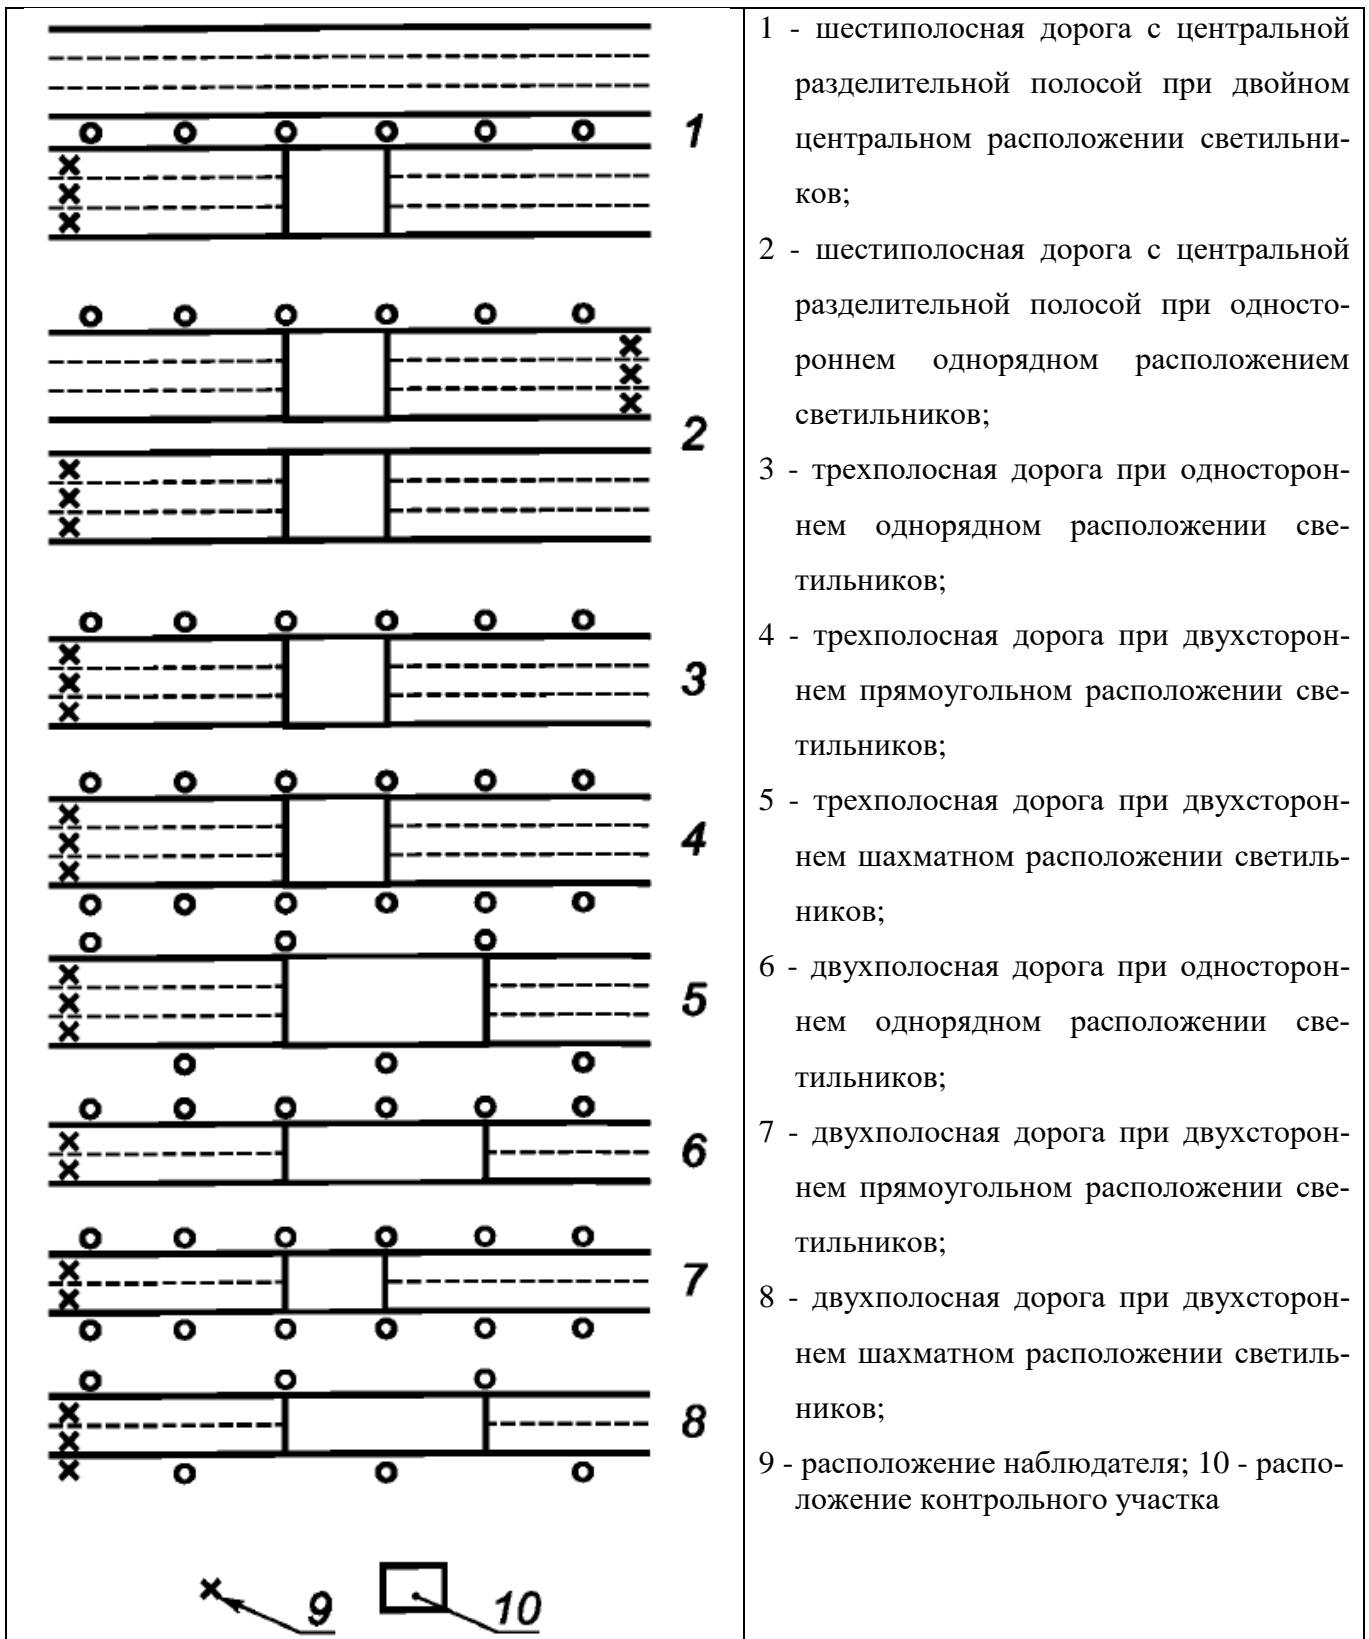 1
2
3
4
5
6
7
8
9
10
1 - шестиполосная дорога с центральной
разделительной полосой при двойном
центральном расположении светильни-
ков;
2 - шестиполосная дорога с центральной
разделительной полосой при односто-
роннем однорядном расположением
светильников;
3 - трехполосная дорога при односторон-
нем однорядном расположении све-
тильников;
4 - трехполосная дорога при двухсторон-
нем прямоугольном расположении све-
тильников;
5 - трехполосная дорога при двухсторон-
нем шахматном расположении светиль-
ников;
6 - двухполосная дорога при односторон-
нем однорядном расположении све-
тильников;
7 - двухполосная дорога при двухсторон-
нем прямоугольном расположении све-
тильников;
8 - двухполосная дорога при двухсторон-
нем шахматном расположении светиль-
ников;
9 - расположение наблюдателя; 10 - распо-
ложение контрольного участка